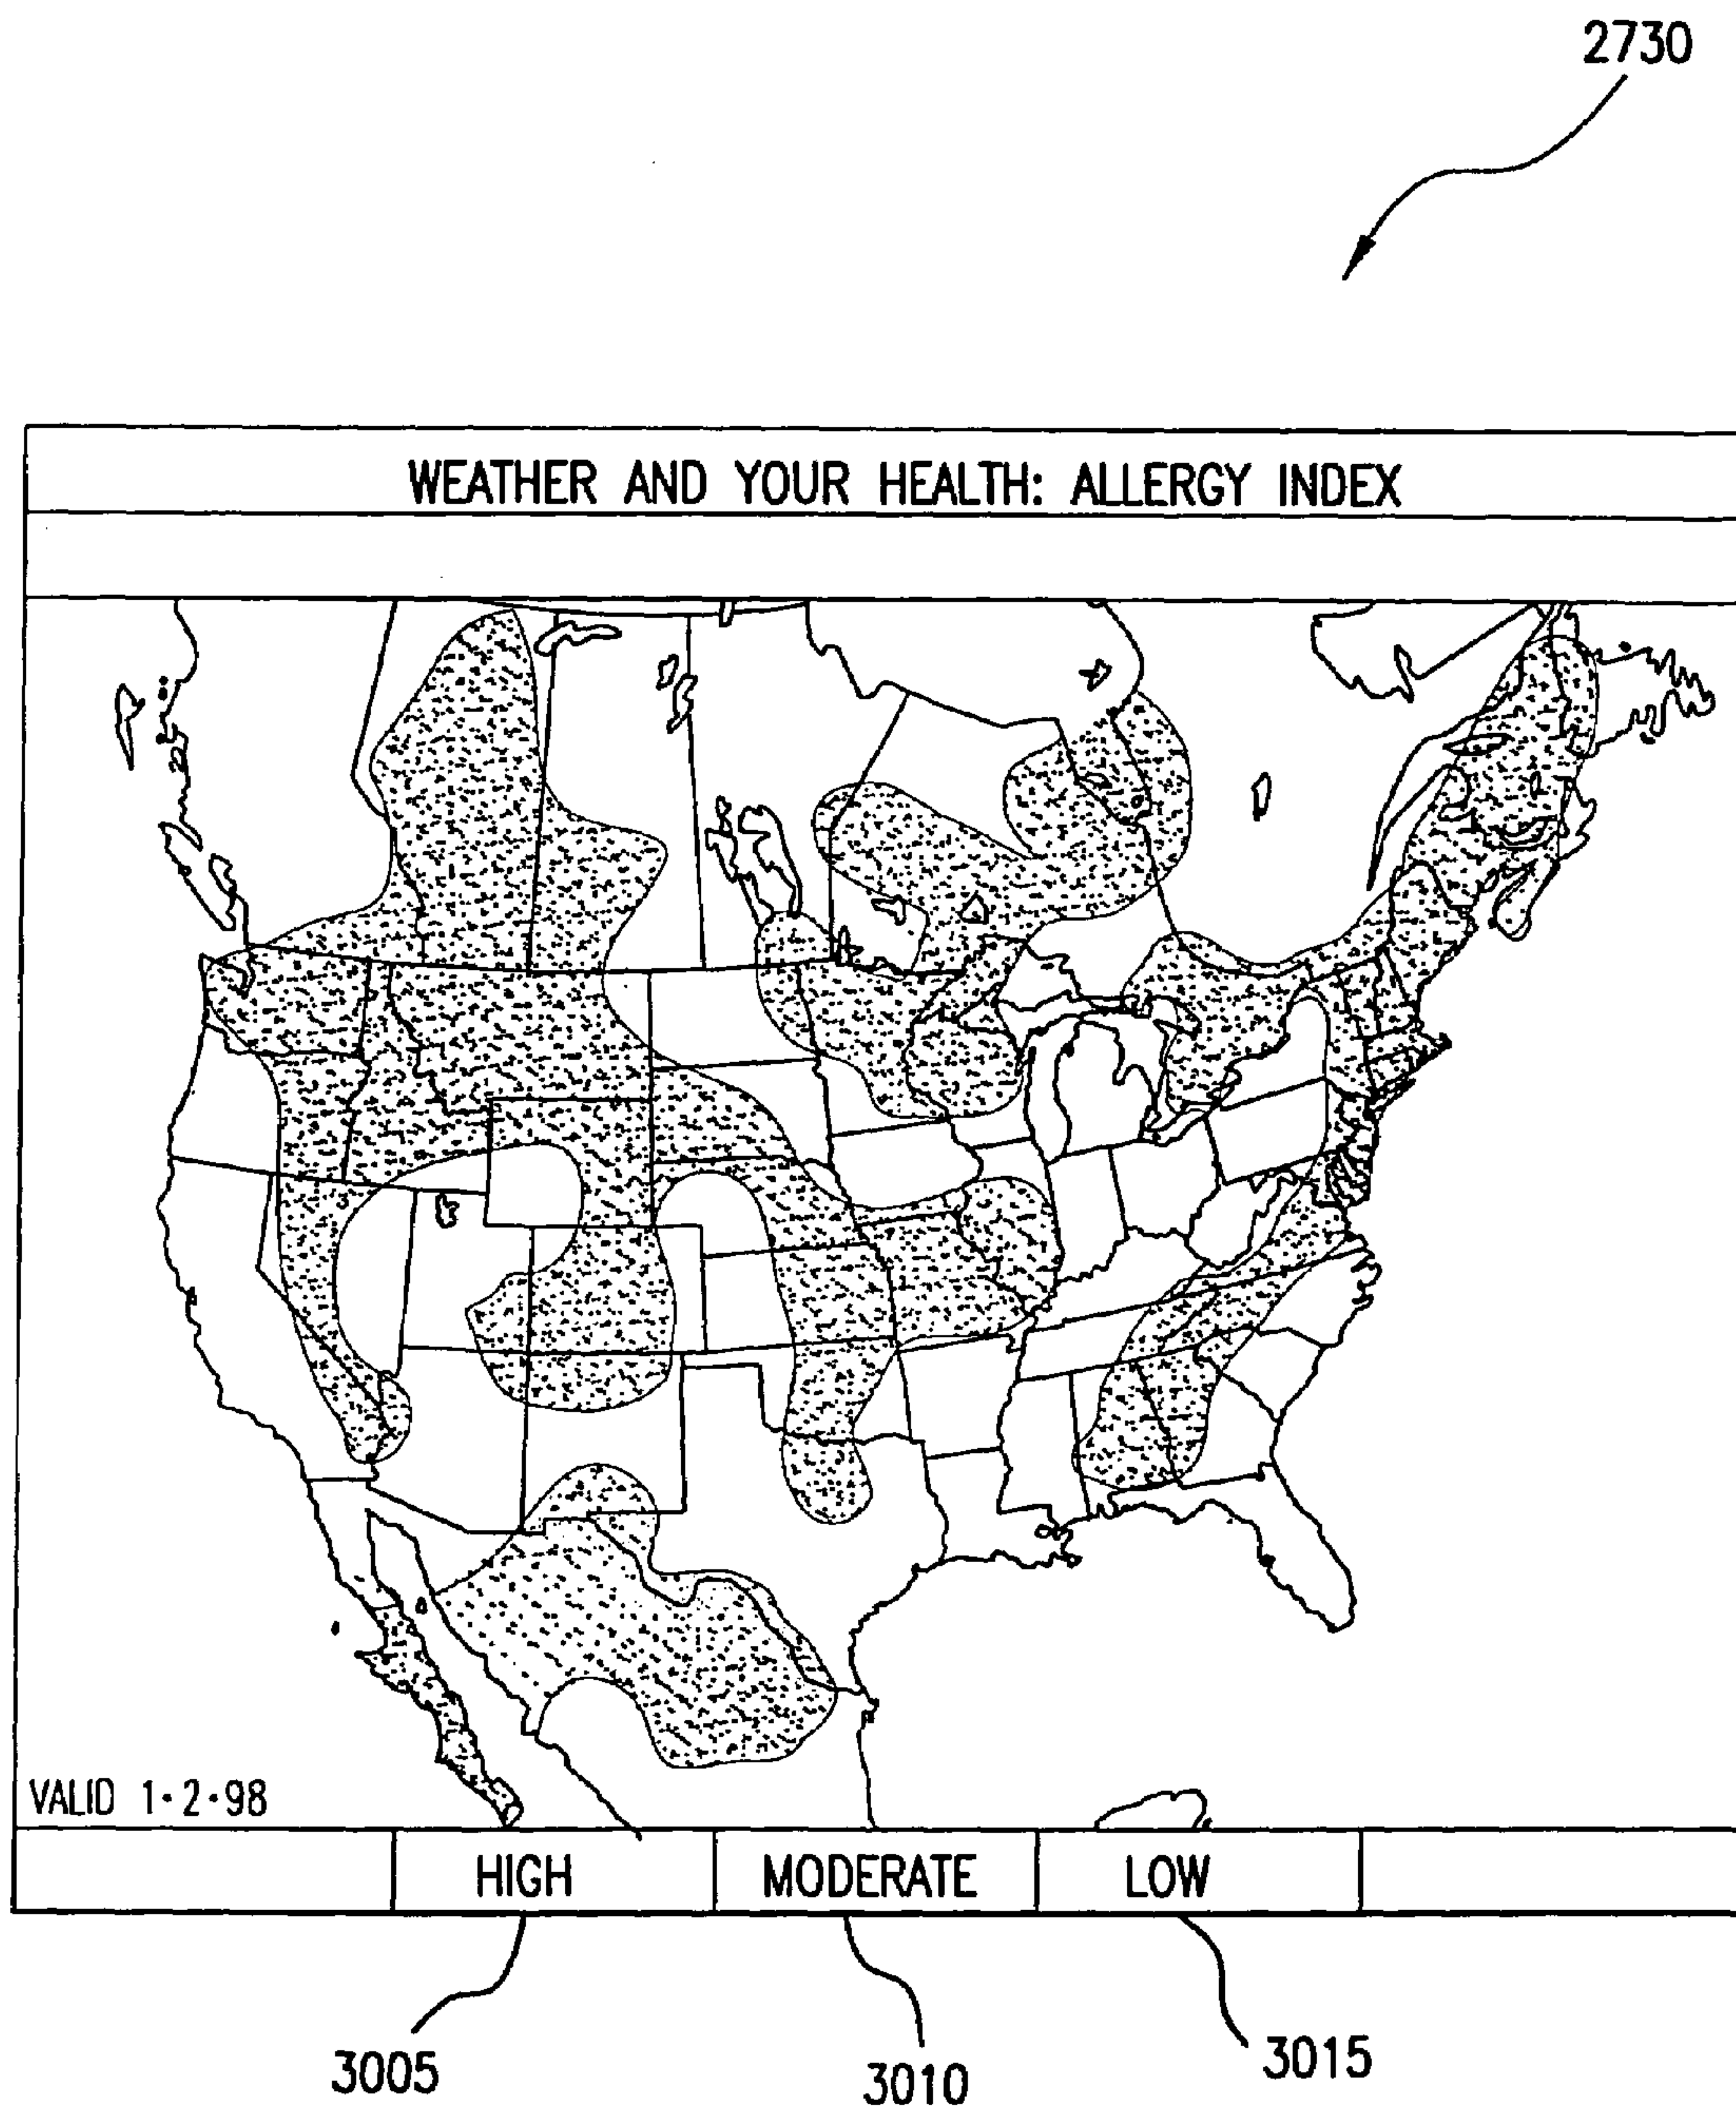 2730
WEATHER AND YOUR HEALTH: ALLERGY INDEX
VALID 1·2·98
HIGH MODERATE LOW
3005 3010 3015